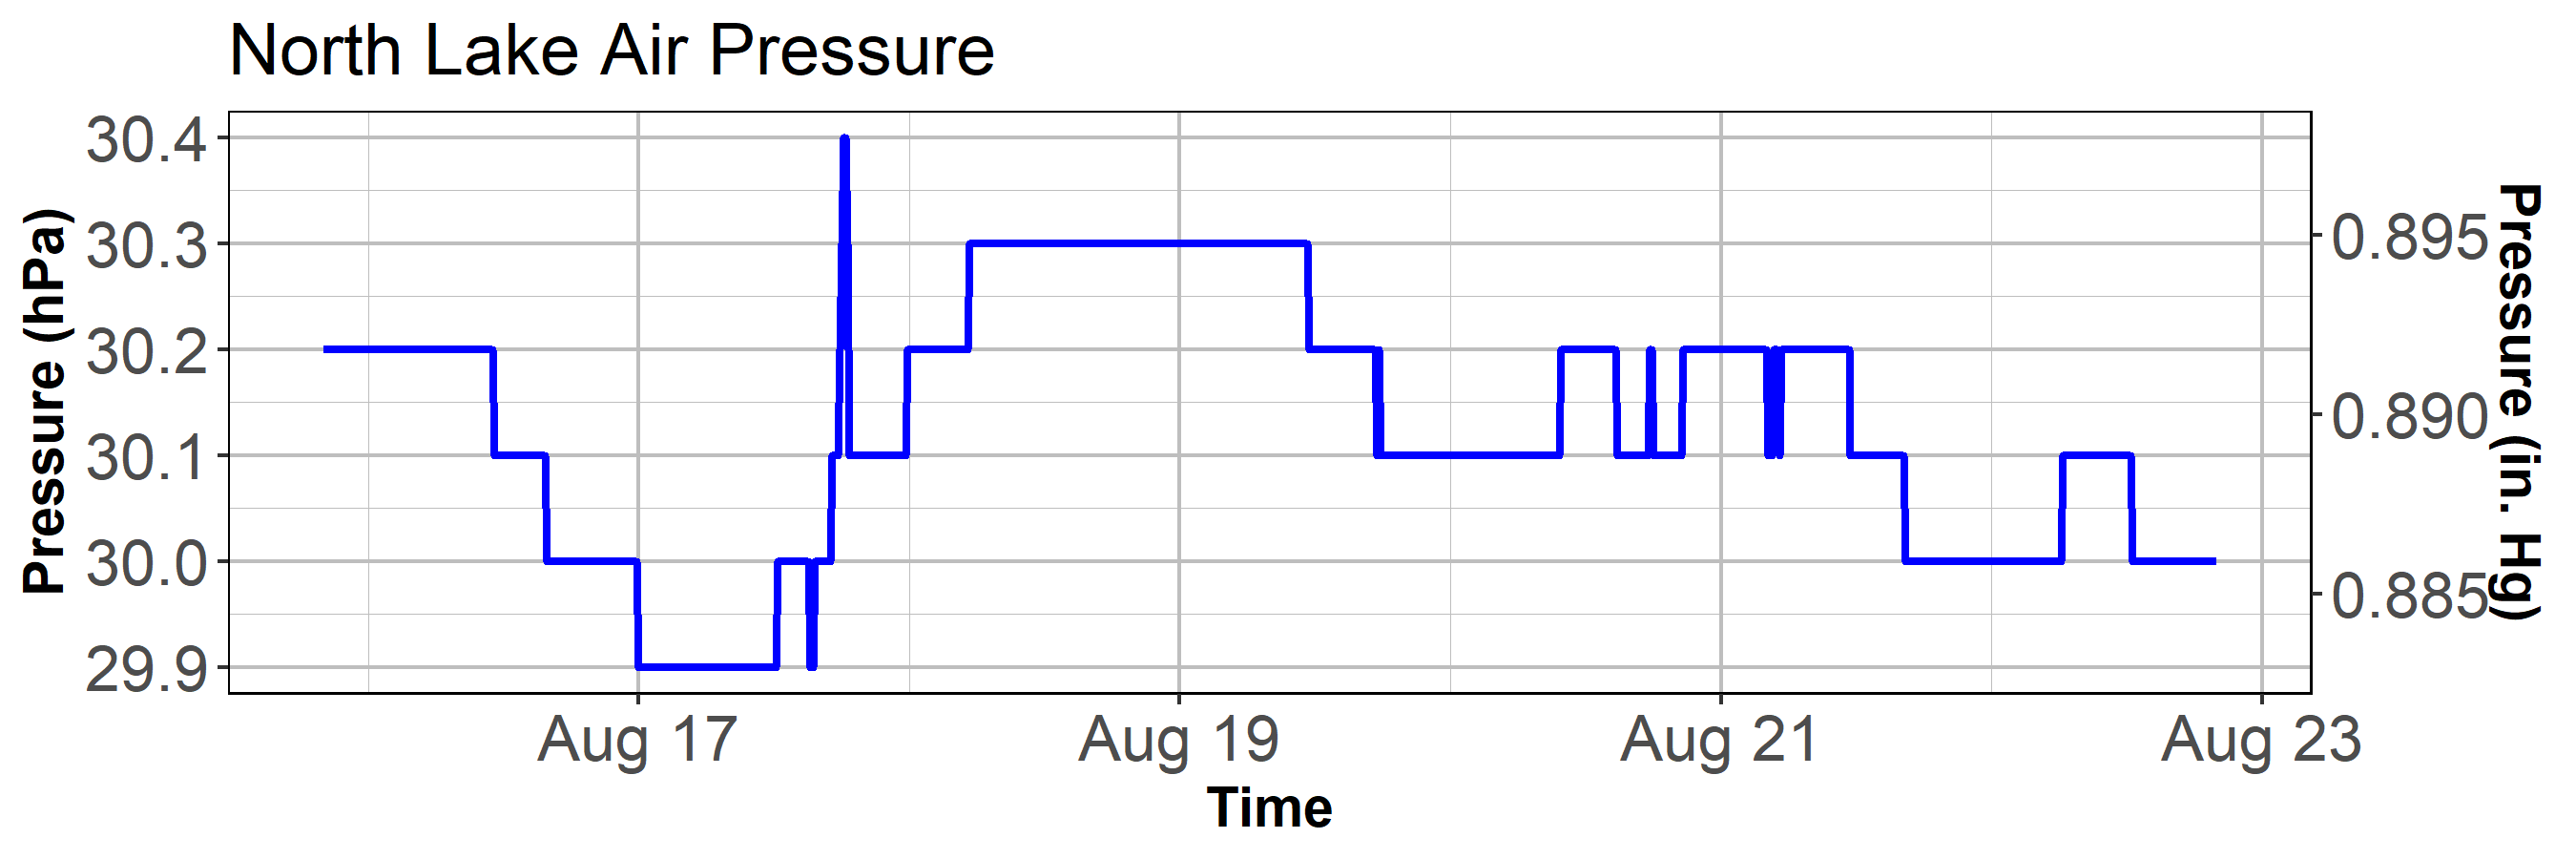 North Lake Air Pressure
Pressure (hPa)
30.4
30.3
30.2
30.1
30.0
29.9
0.895
0.890
0.885
Pressure (in. Hg)
Aug 17 Aug 19 Aug 21 Aug 23
Time